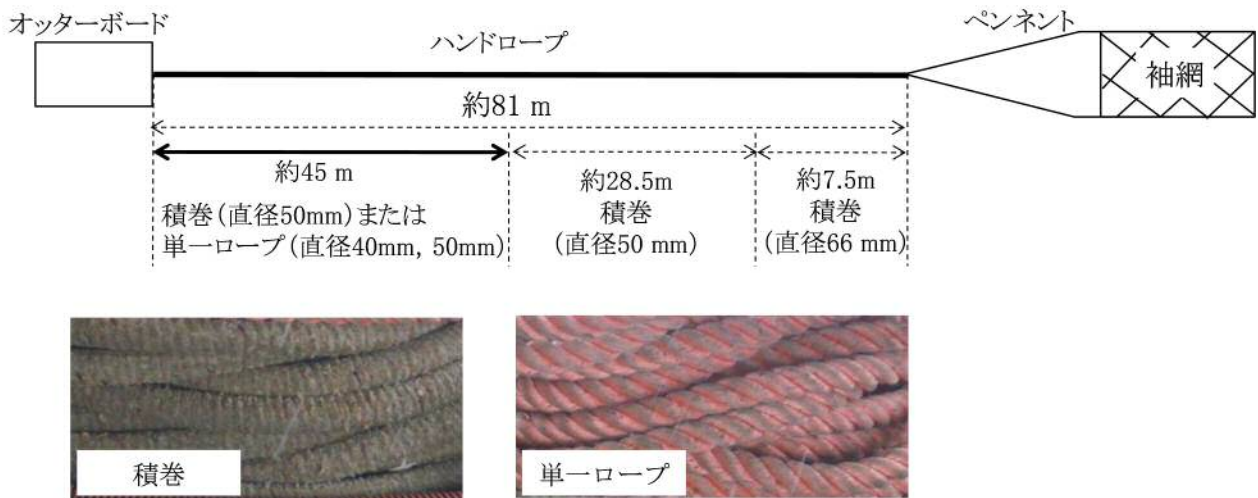 オッターボード
ハンドロープ
ペンネント
袖網
約81 m
約45 m
積巻(直径50mm)または
単一ロープ(直径40mm, 50mm)
約28.5m
積巻
(直径50 mm)
約7.5m
積巻
(直径66 mm)
積巻
単一ロープ